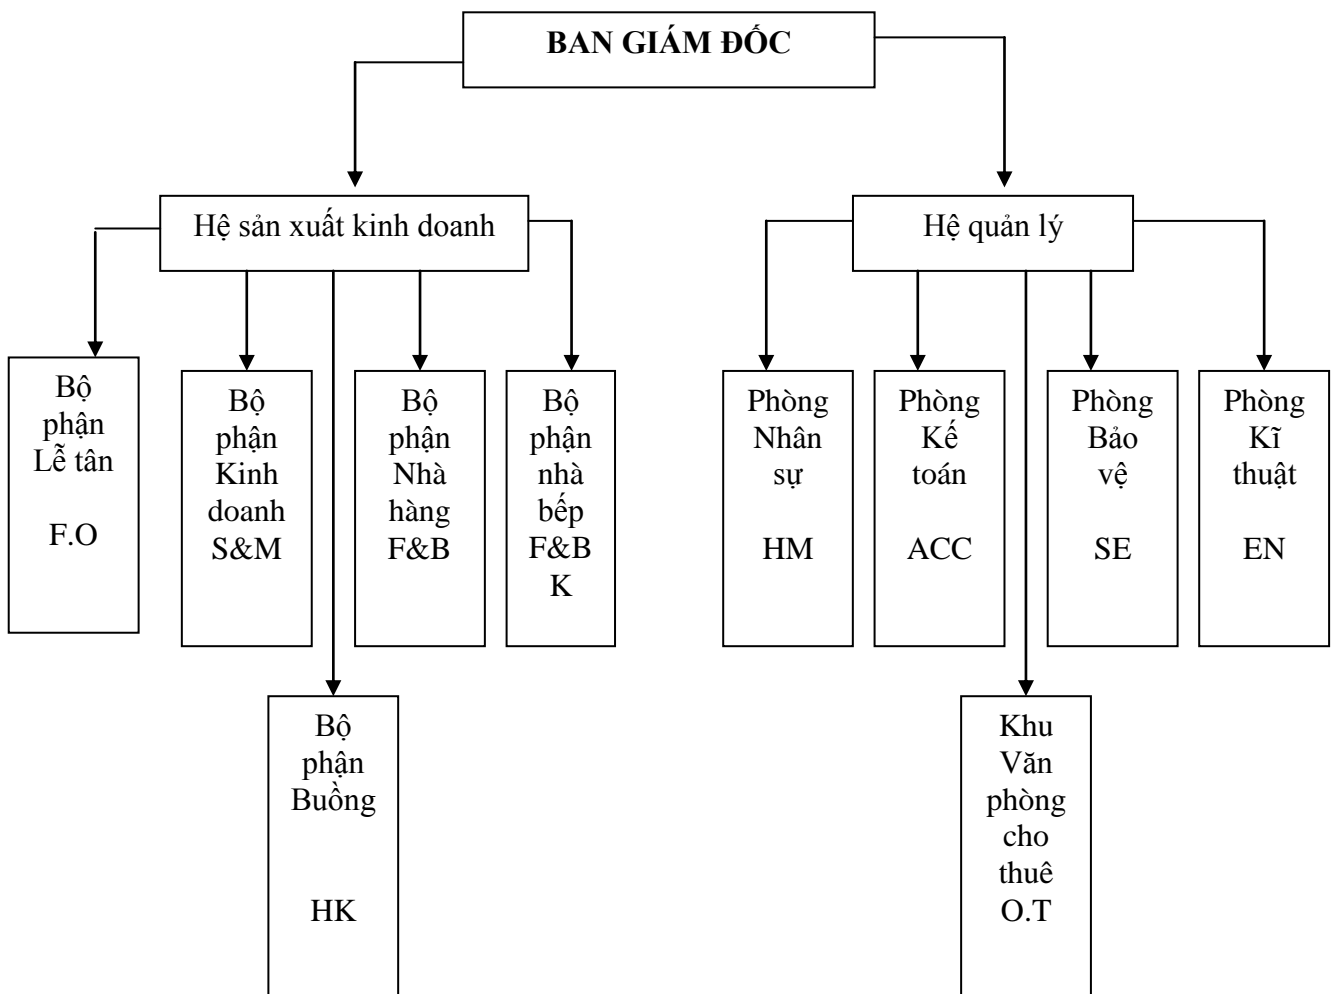 BAN GIÁM ĐỐC
Hệ sản xuất kinh doanh
Hệ quản lý
Bộ
phận
Lễ tân
F.O
Bộ
phận
Kinh
doanh
S&M
Bộ
phận
Nhà
hàng
F&B
Bộ
phận
nhà
bếp
F&B
K
Phòng
Nhân
sự
HM
Phòng
Kế
toán
ACC
Phòng
Bảo
vệ
SE
Phòng
Kĩ
thuật
EN
Bộ
phận
Buồng
HK
Khu
Văn
phòng
cho
thuê
O.T